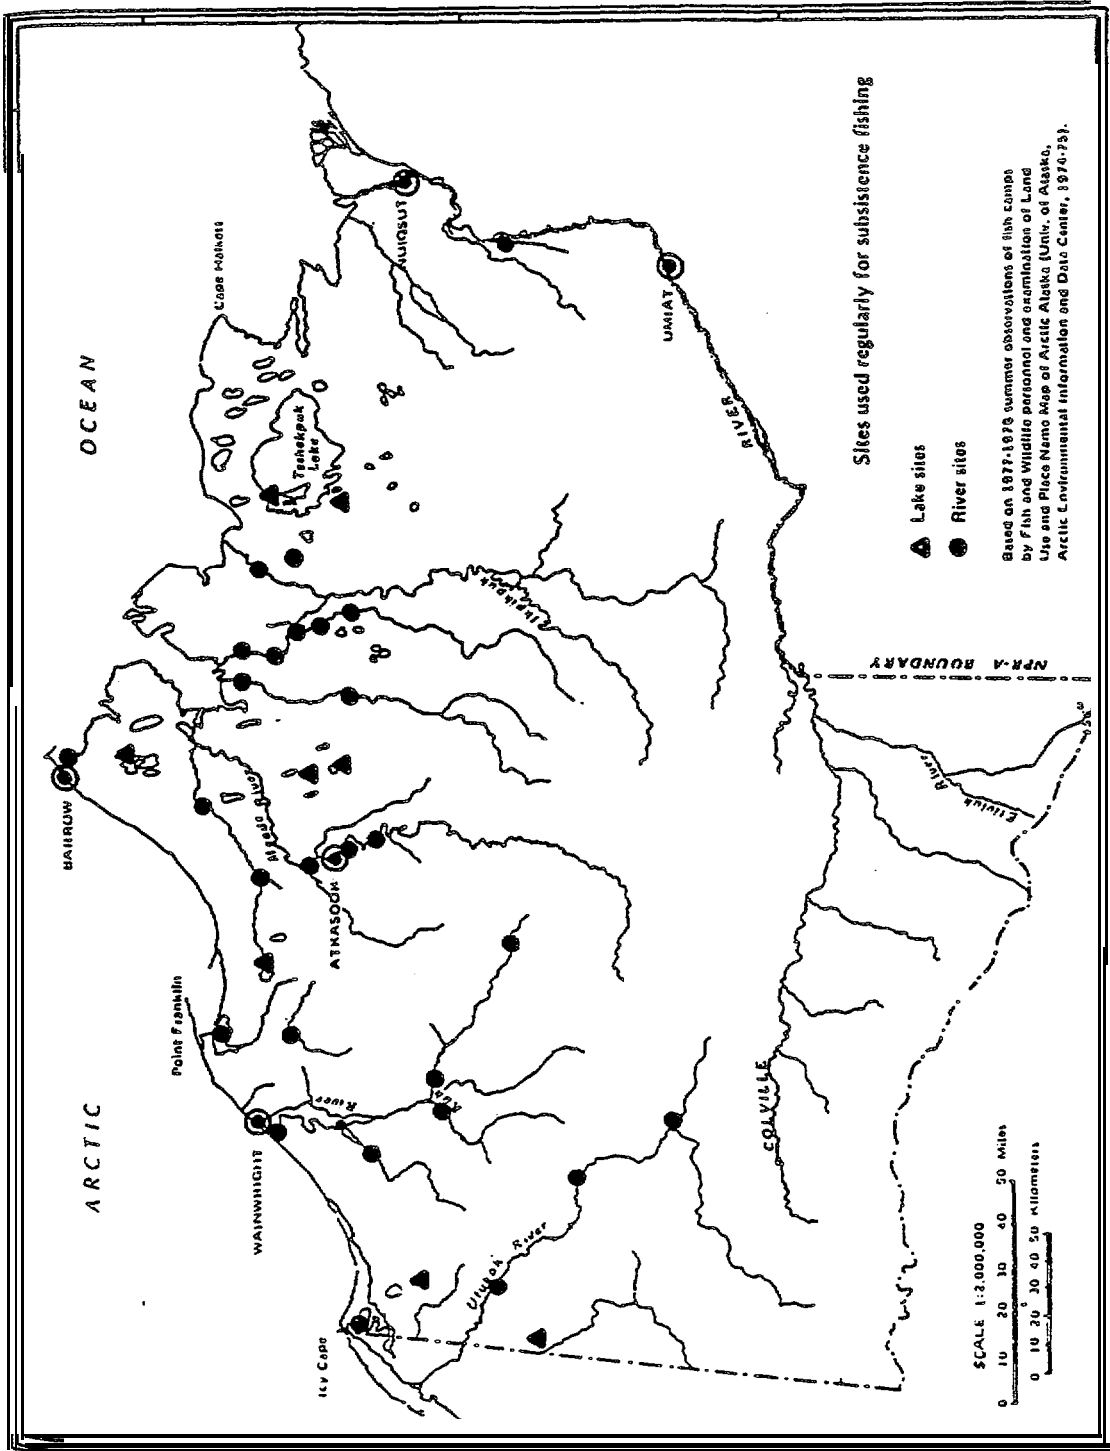 ARCTIC
OCEAN
BARROW
Point Franklin
WAINWRIGHT
Icy Cape
ATKASOOK
River
River
Utukok River
Cape Halkett
Teshekpuk
Lake
NUIQSUT
UMIAT
RIVER
COLVILLE
Etivluk River
NPR-A BOUNDARY
Sites used regularly for subsistence fishing
Lake sites
River sites
Based on 1977-1978 summer observations of fish camps
by Fish and Wildlife personnel and examination of Land
Use and Place Name Map of Arctic Alaska (Univ. of Alaska,
Arctic Environmental Information and Data Center, 1974-75).
SCALE 1:2,000,000
0 10 20 30 40 50 Miles
0 10 20 30 40 50 Kilometers